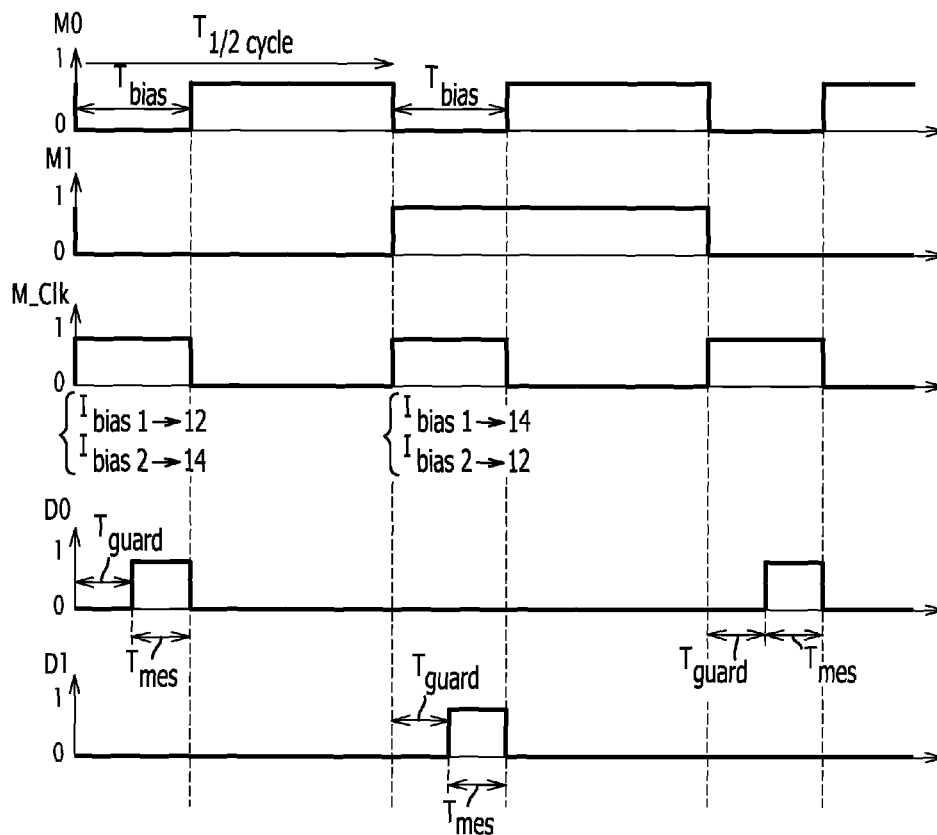 M0
T1/2 cycle
1
Tbias
Tbias
0
M1
1
0
M_Clk
1
0
Ibias 1→12
Ibias 2→14
Ibias 1→14
Ibias 2→12
D0
1
Tguard
0
Tmes
Tguard
Tmes
D1
1
Tguard
0
Tmes